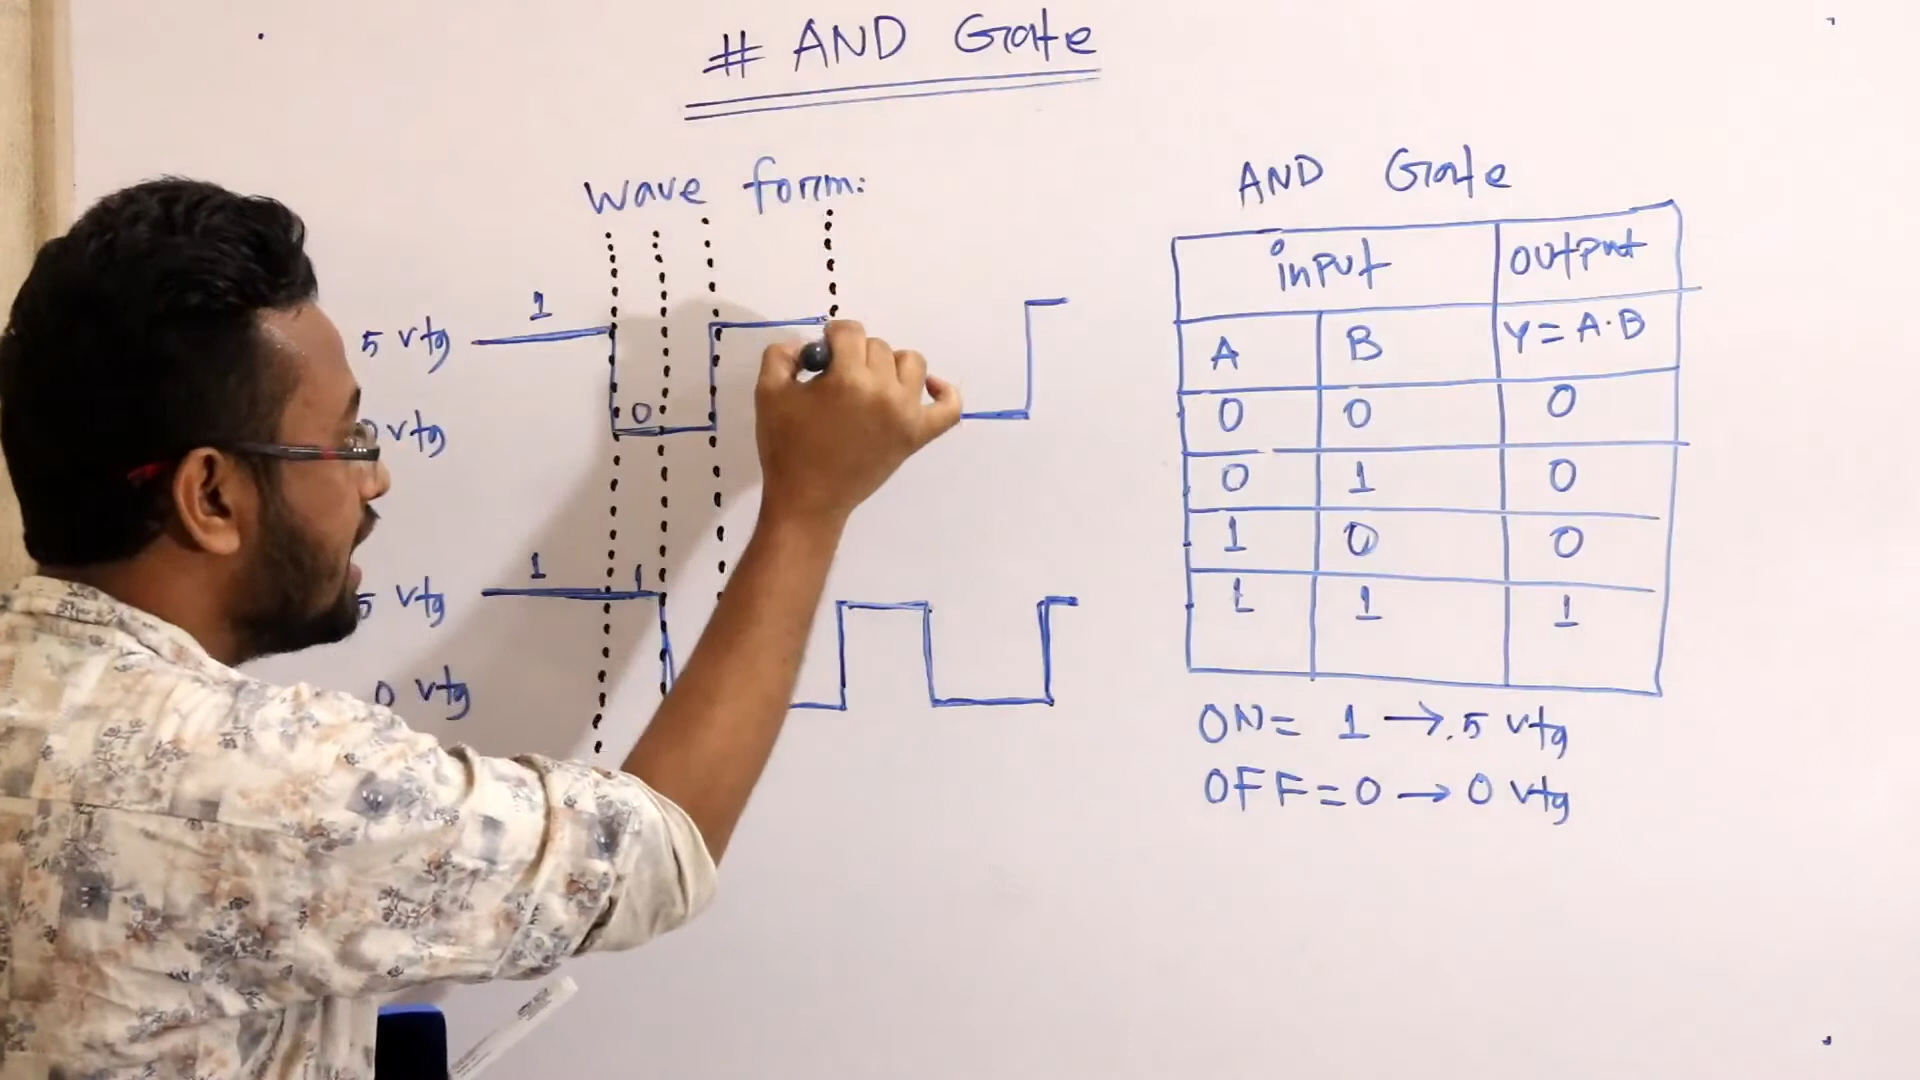 # AND Gate
wave form:
1
5 vtg
0
vtg
1 1
5 vtg
0 vtg
AND Gate
input output
A B Y = A·B
0 0 0
0 1 0
1 0 0
1 1 1
ON = 1 → 5 vtg
OFF = 0 → 0 vtg